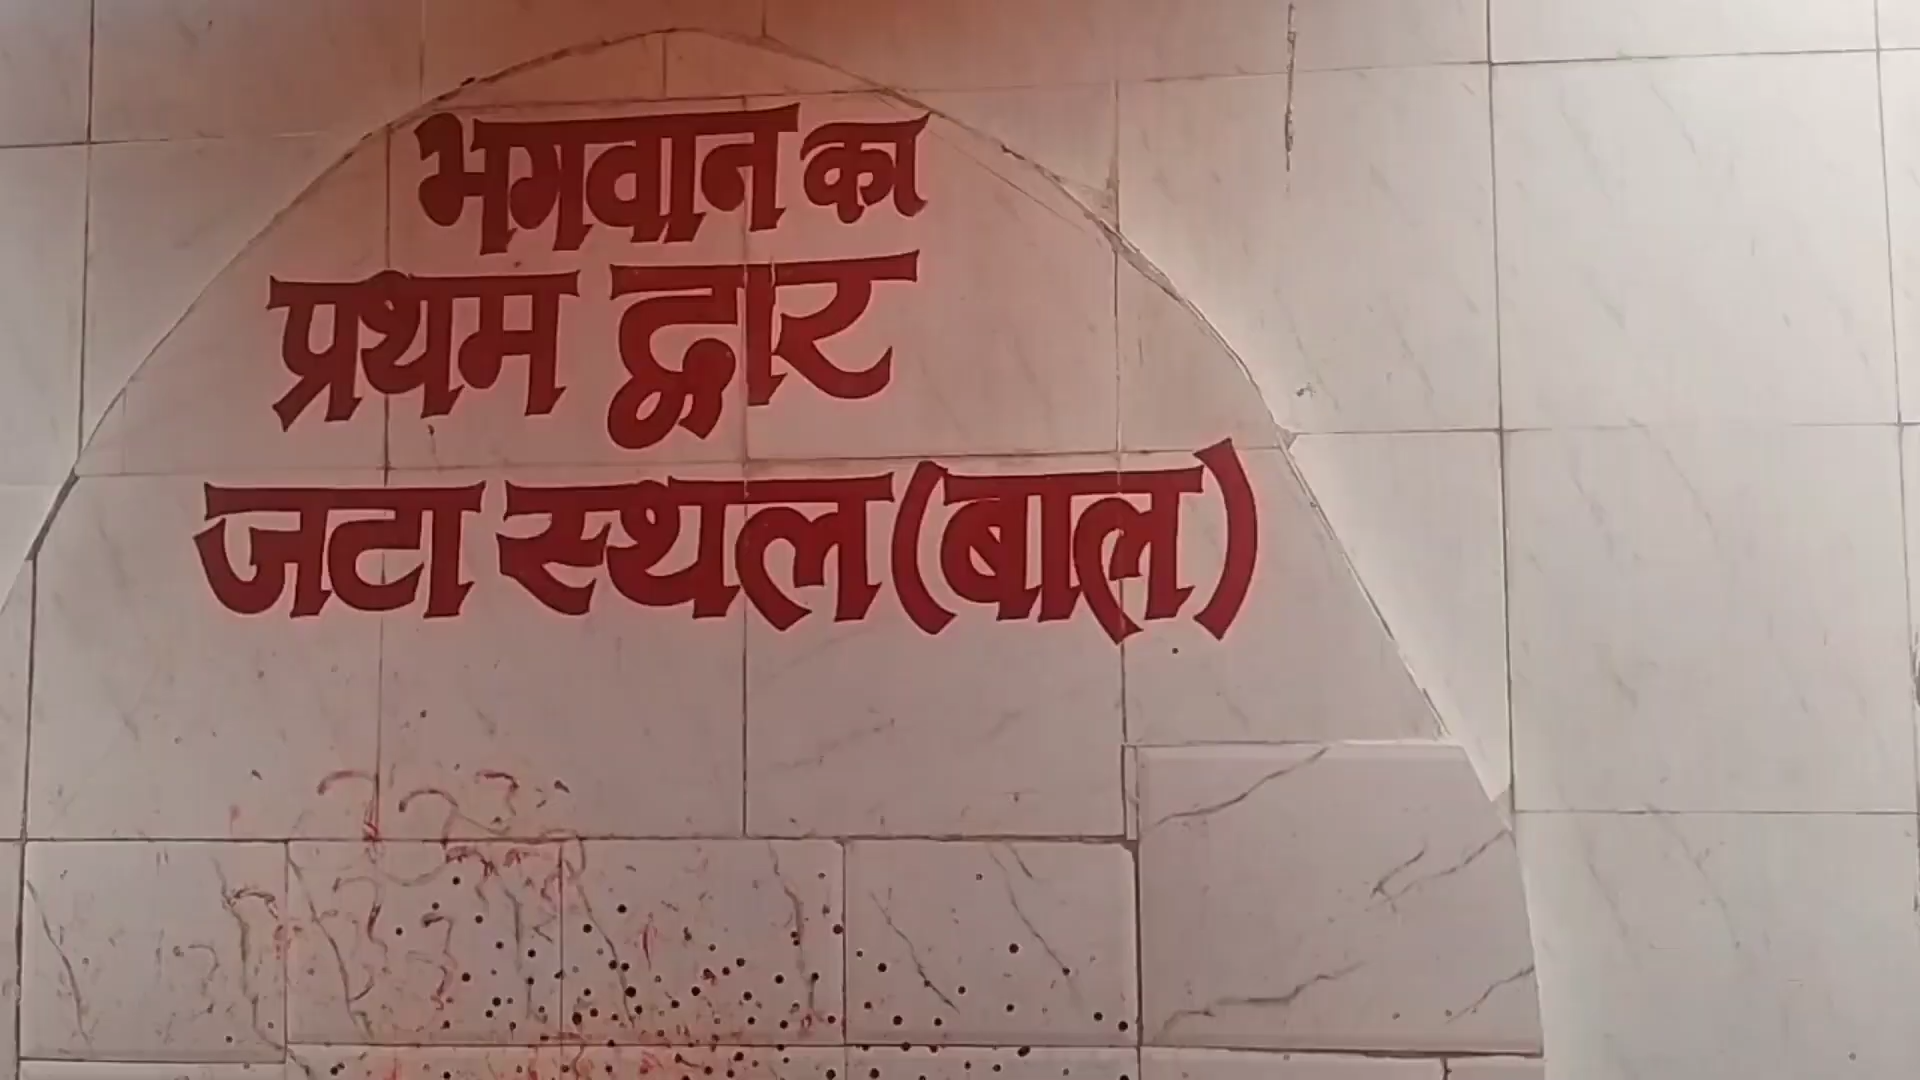 भगवान का
प्रथम द्वार
जटा स्थल (बाल)